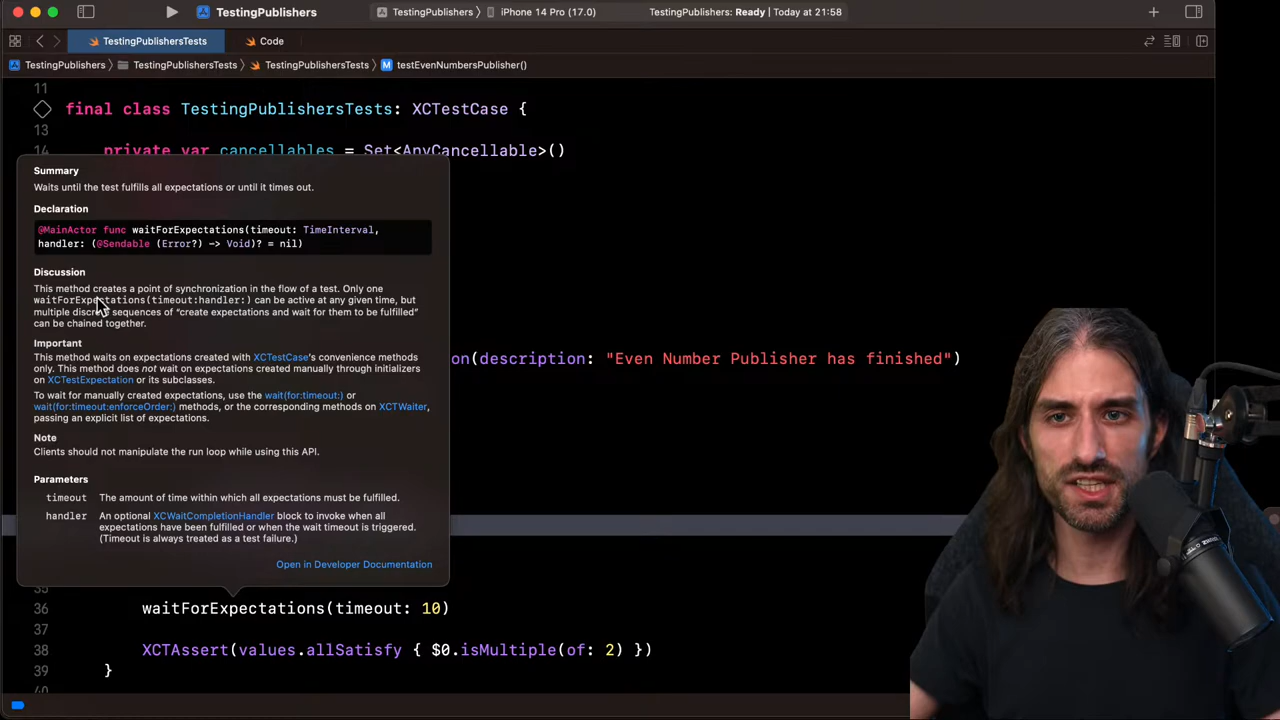 TestingPublishers
TestingPublishers 〉 iPhone 14 Pro (17.0)
TestingPublishers: Ready | Today at 21:58
TestingPublishersTests
Code
TestingPublishers 〉 TestingPublishersTests 〉 TestingPublishersTests 〉 M testEvenNumbersPublisher()
11
final class TestingPublishersTests: XCTestCase {
13
14 private var cancellables = Set<AnyCancellable>()
Summary
Waits until the test fulfills all expectations or until it times out.
Declaration
@MainActor func waitForExpectations(timeout: TimeInterval,
handler: (@Sendable (Error?) -> Void)? = nil)
Discussion
This method creates a point of synchronization in the flow of a test. Only one
waitForExpectations(timeout:handler:) can be active at any given time, but
multiple discrete sequences of “create expectations and wait for them to be fulfilled”
can be chained together.
Important
This method waits on expectations created with XCTestCase's convenience methods
only. This method does not wait on expectations created manually through initializers
on XCTestExpectation or its subclasses.
To wait for manually created expectations, use the wait(for:timeout:) or
wait(for:timeout:enforceOrder:) methods, or the corresponding methods on XCTWaiter,
passing an explicit list of expectations.
Note
Clients should not manipulate the run loop while using this API.
Parameters
timeout The amount of time within which all expectations must be fulfilled.
handler An optional XCWaitCompletionHandler block to invoke when all
expectations have been fulfilled or when the wait timeout is triggered.
(Timeout is always treated as a test failure.)
Open in Developer Documentation
on(description: "Even Number Publisher has finished")
35
36 waitForExpectations(timeout: 10)
37
38 XCTAssert(values.allSatisfy { $0.isMultiple(of: 2) })
39 }
40